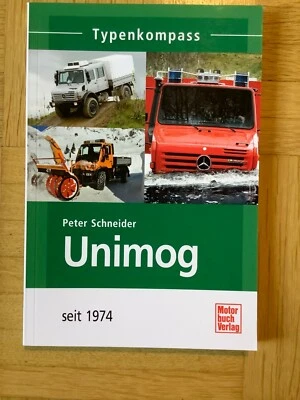 Typenkompass
Peter Schneider
Unimog
seit 1974
Motor
buch
Verlag